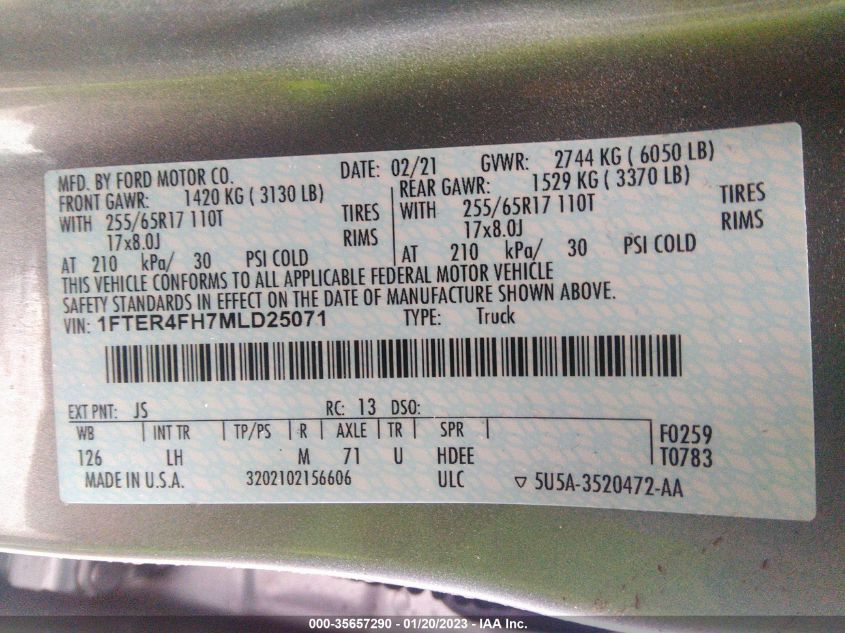 MFD. BY FORD MOTOR CO. DATE: 02/21 GVWR: 2744 KG ( 6050 LB)
FRONT GAWR: 1420 KG ( 3130 LB) REAR GAWR: 1529 KG ( 3370 LB)
WITH 255/65R17 110T TIRES WITH 255/65R17 110T TIRES
17x8.0J RIMS 17x8.0J RIMS
AT 210 kPa/ 30 PSI COLD AT 210 kPa/ 30 PSI COLD
THIS VEHICLE CONFORMS TO ALL APPLICABLE FEDERAL MOTOR VEHICLE
SAFETY STANDARDS IN EFFECT ON THE DATE OF MANUFACTURE SHOWN ABOVE.
VIN: 1FTER4FH7MLD25071 TYPE: Truck
EXT PNT: JS RC: 13 DSO:
WB INT TR TP/PS R AXLE TR SPR F0259
126 LH M 71 U HDEE T0783
MADE IN U.S.A. 3202102156606 ULC ▽ 5U5A-3520472-AA
000-35657290 - 01/20/2023 - IAA Inc.